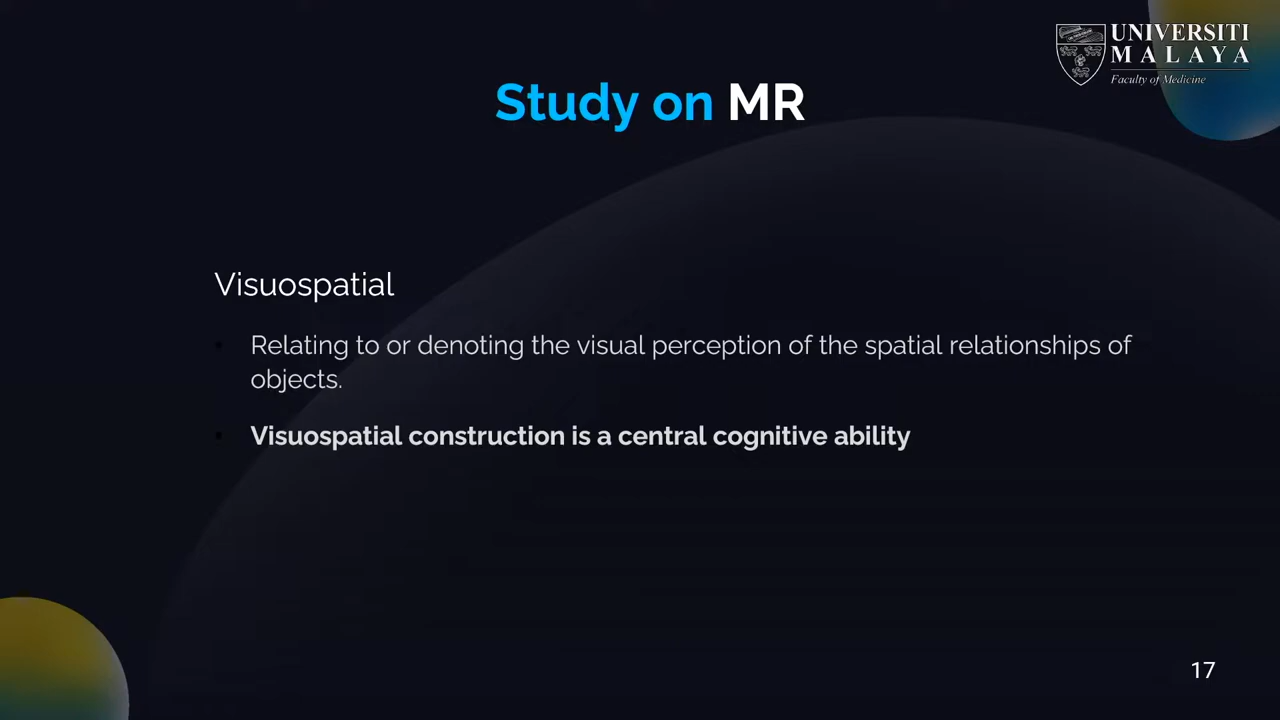 UNIVERSITI
MALAYA
Faculty of Medicine
Study on MR
Visuospatial
Relating to or denoting the visual perception of the spatial relationships of
objects.
Visuospatial construction is a central cognitive ability
17